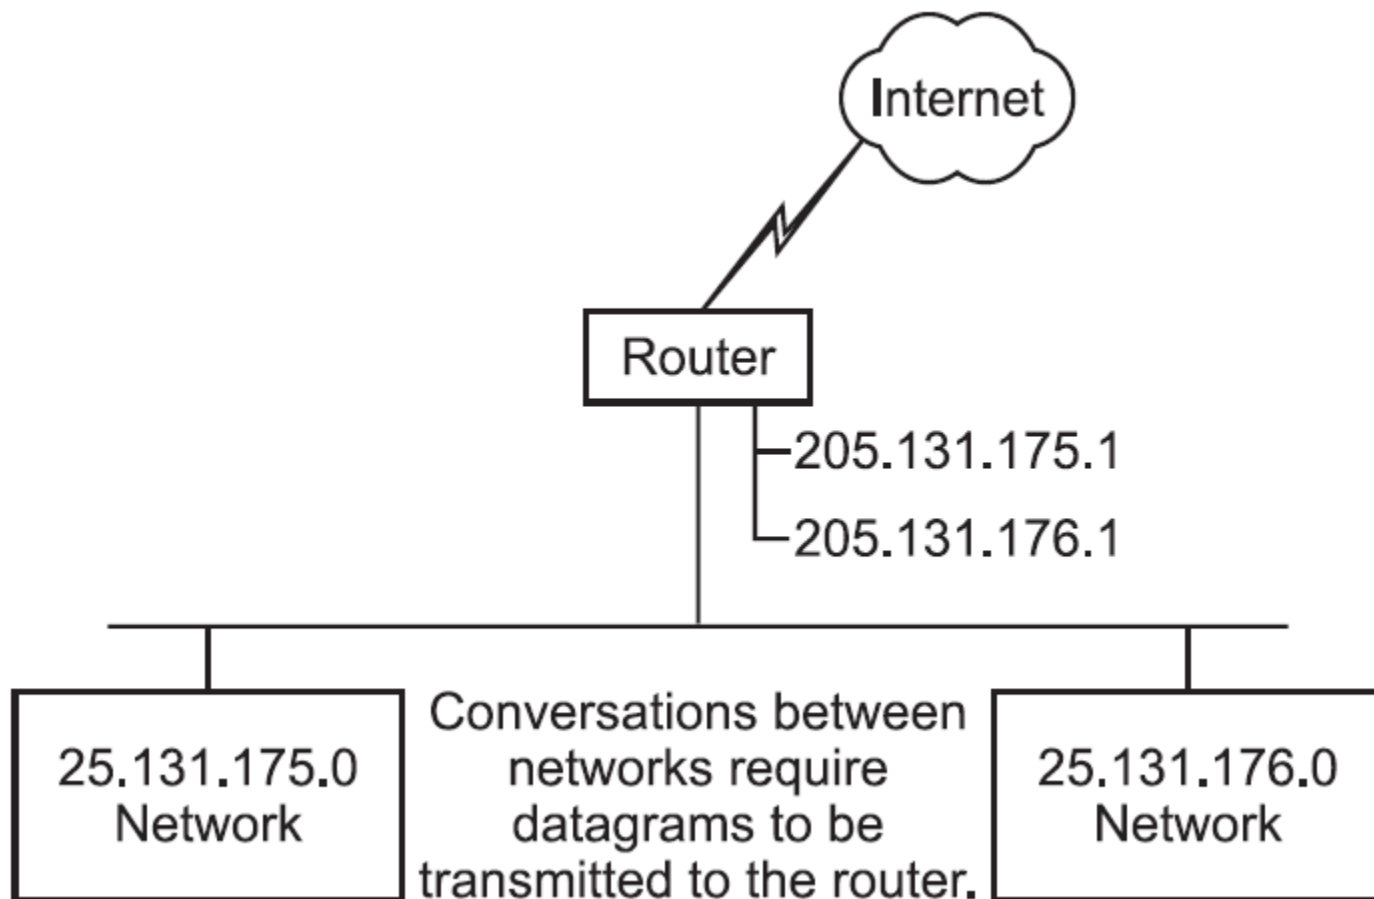 Internet
Router
205.131.175.1
205.131.176.1
25.131.175.0
Network
Conversations between
networks require
datagrams to be
transmitted to the router.
25.131.176.0
Network